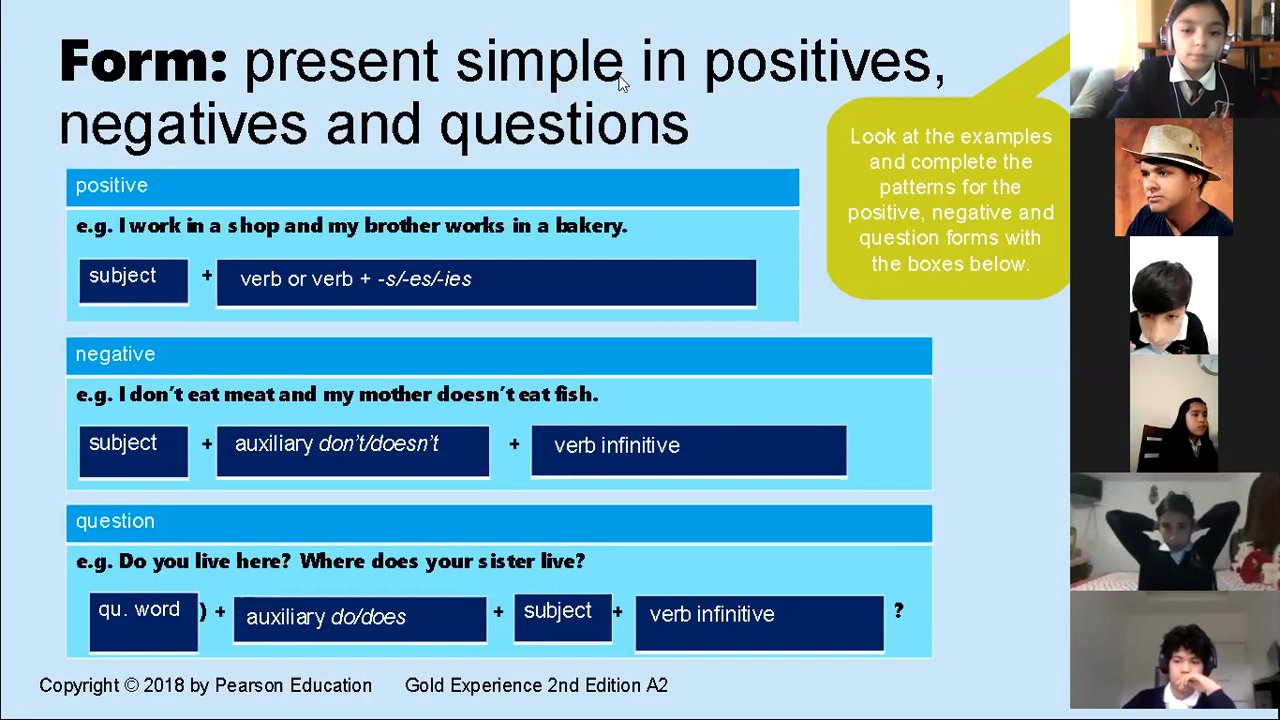 Form: present simple in positives,
negatives and questions
Look at the examples
and complete the
patterns for the
positive, negative and
question forms with
the boxes below.
positive
e.g. I work in a shop and my brother works in a bakery.
subject + verb or verb + -s/-es/-ies
negative
e.g. I don't eat meat and my mother doesn't eat fish.
subject + auxiliary don't/doesn't + verb infinitive
question
e.g. Do you live here? Where does your sister live?
qu. word ) + auxiliary do/does + subject + verb infinitive ?
Copyright © 2018 by Pearson Education Gold Experience 2nd Edition A2